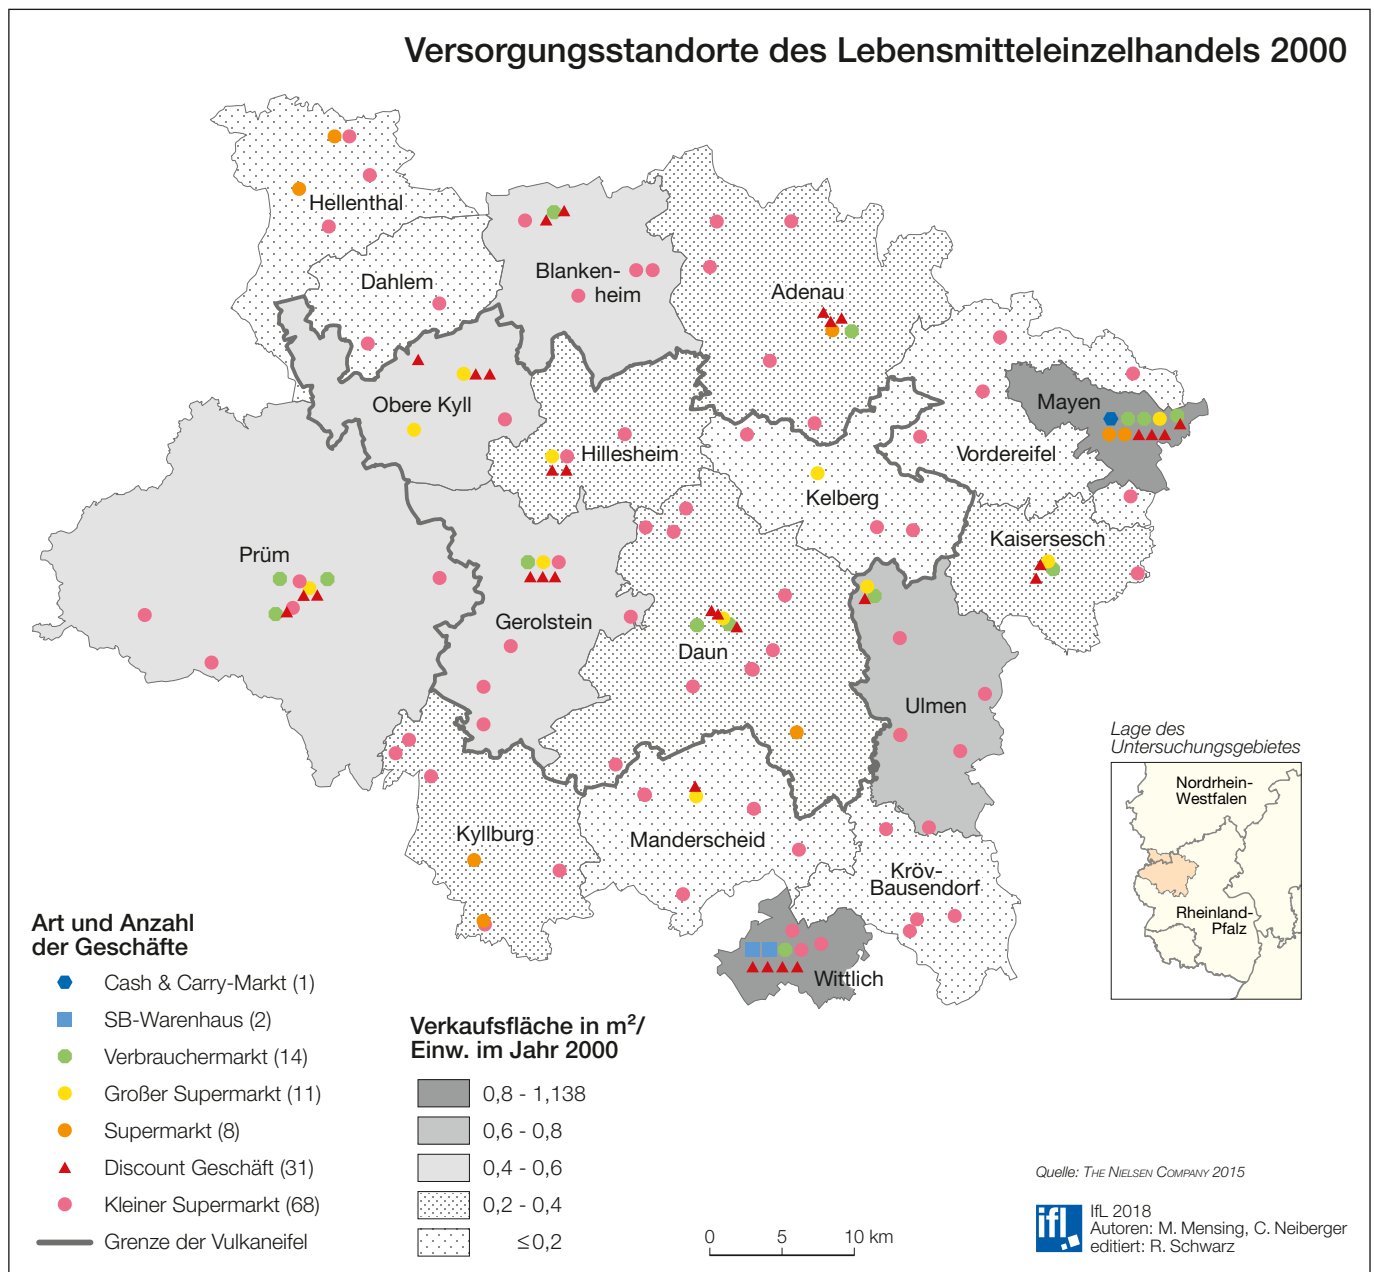 Versorgungsstandorte des Lebensmitteleinzelhandels 2000
Hellenthal
Dahlem
Blanken-
heim
Adenau
Obere Kyll
Hillesheim
Mayen
Vordereifel
Kelberg
Kaisersesch
Prüm
Gerolstein
Daun
Ulmen
Kyllburg
Manderscheid
Kröv-
Bausendorf
Wittlich
Lage des
Untersuchungsgebietes
Nordrhein-
Westfalen
Rheinland-
Pfalz
Art und Anzahl
der Geschäfte
Cash & Carry-Markt (1)
SB-Warenhaus (2)
Verbrauchermarkt (14)
Großer Supermarkt (11)
Supermarkt (8)
Discount Geschäft (31)
Kleiner Supermarkt (68)
Grenze der Vulkaneifel
Verkaufsfläche in m²/
Einw. im Jahr 2000
0,8 - 1,138
0,6 - 0,8
0,4 - 0,6
0,2 - 0,4
≤0,2
0 5 10 km
Quelle: The Nielsen Company 2015
ifl
IfL 2018
Autoren: M. Mensing, C. Neiberger
editiert: R. Schwarz